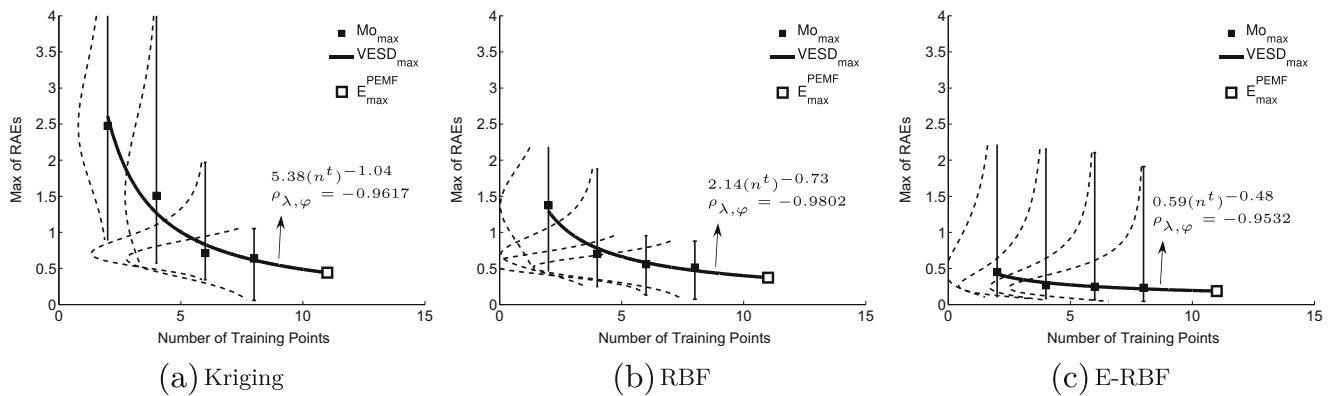 4
3.5
3
2.5
2
1.5
1
0.5
0
Max of RAEs
0 5 10 15
Number of Training Points
Mo_max
VESD_max
E_max^PEMF
5.38(n^t)^−1.04
ρ_λ,φ = −0.9617
(a) Kriging
4
3.5
3
2.5
2
1.5
1
0.5
0
Max of RAEs
0 5 10 15
Number of Training Points
Mo_max
VESD_max
E_max^PEMF
2.14(n^t)^−0.73
ρ_λ,φ = −0.9802
(b) RBF
4
3.5
3
2.5
2
1.5
1
0.5
0
Max of RAEs
0 5 10 15
Number of Training Points
Mo_max
VESD_max
E_max^PEMF
0.59(n^t)^−0.48
ρ_λ,φ = −0.9532
(c) E-RBF